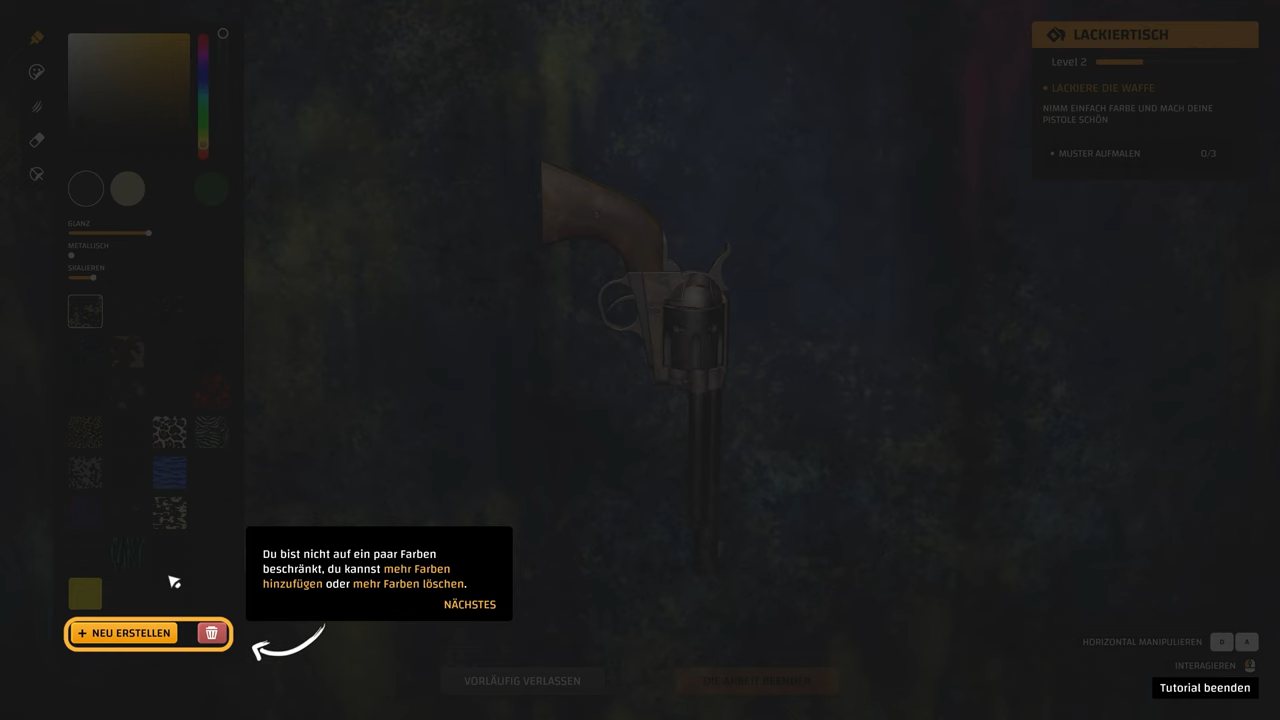 LACKIERTISCH
Level 2
• LACKIERE DIE WAFFE
NIMM EINFACH FARBE UND MACH DEINE
PISTOLE SCHÖN
• MUSTER AUFMALEN 0/3
GLANZ
METALLISCH
SKALIEREN
Du bist nicht auf ein paar Farben
beschränkt, du kannst mehr Farben
hinzufügen oder mehr Farben löschen.
NÄCHSTES
+ NEU ERSTELLEN
HORIZONTAL MANIPULIEREN D A
INTERAGIEREN
VORLÄUFIG VERLASSEN
DIE ARBEIT BEENDEN
Tutorial beenden